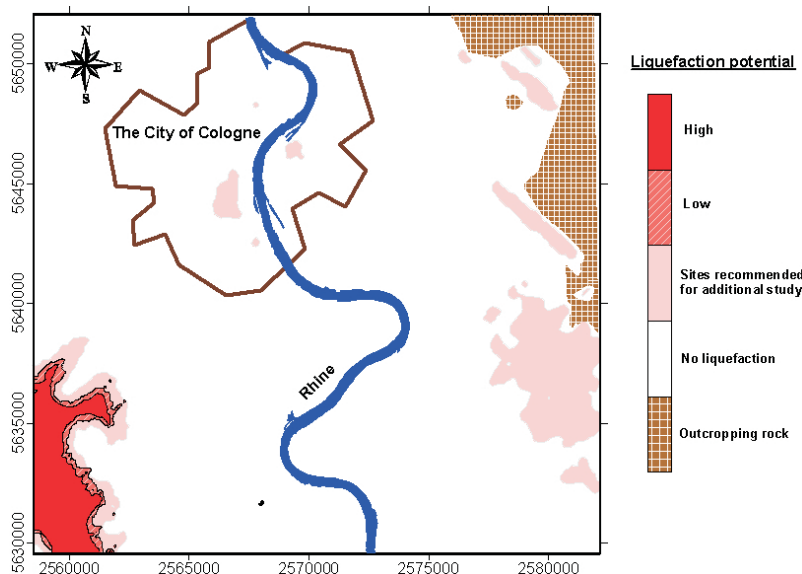 N
W E
S
The City of Cologne
Rhine
5650000
5645000
5640000
5635000
5630000
2560000 2565000 2570000 2575000 2580000
Liquefaction potential
High
Low
Sites recommended
for additional study
No liquefaction
Outcropping rock